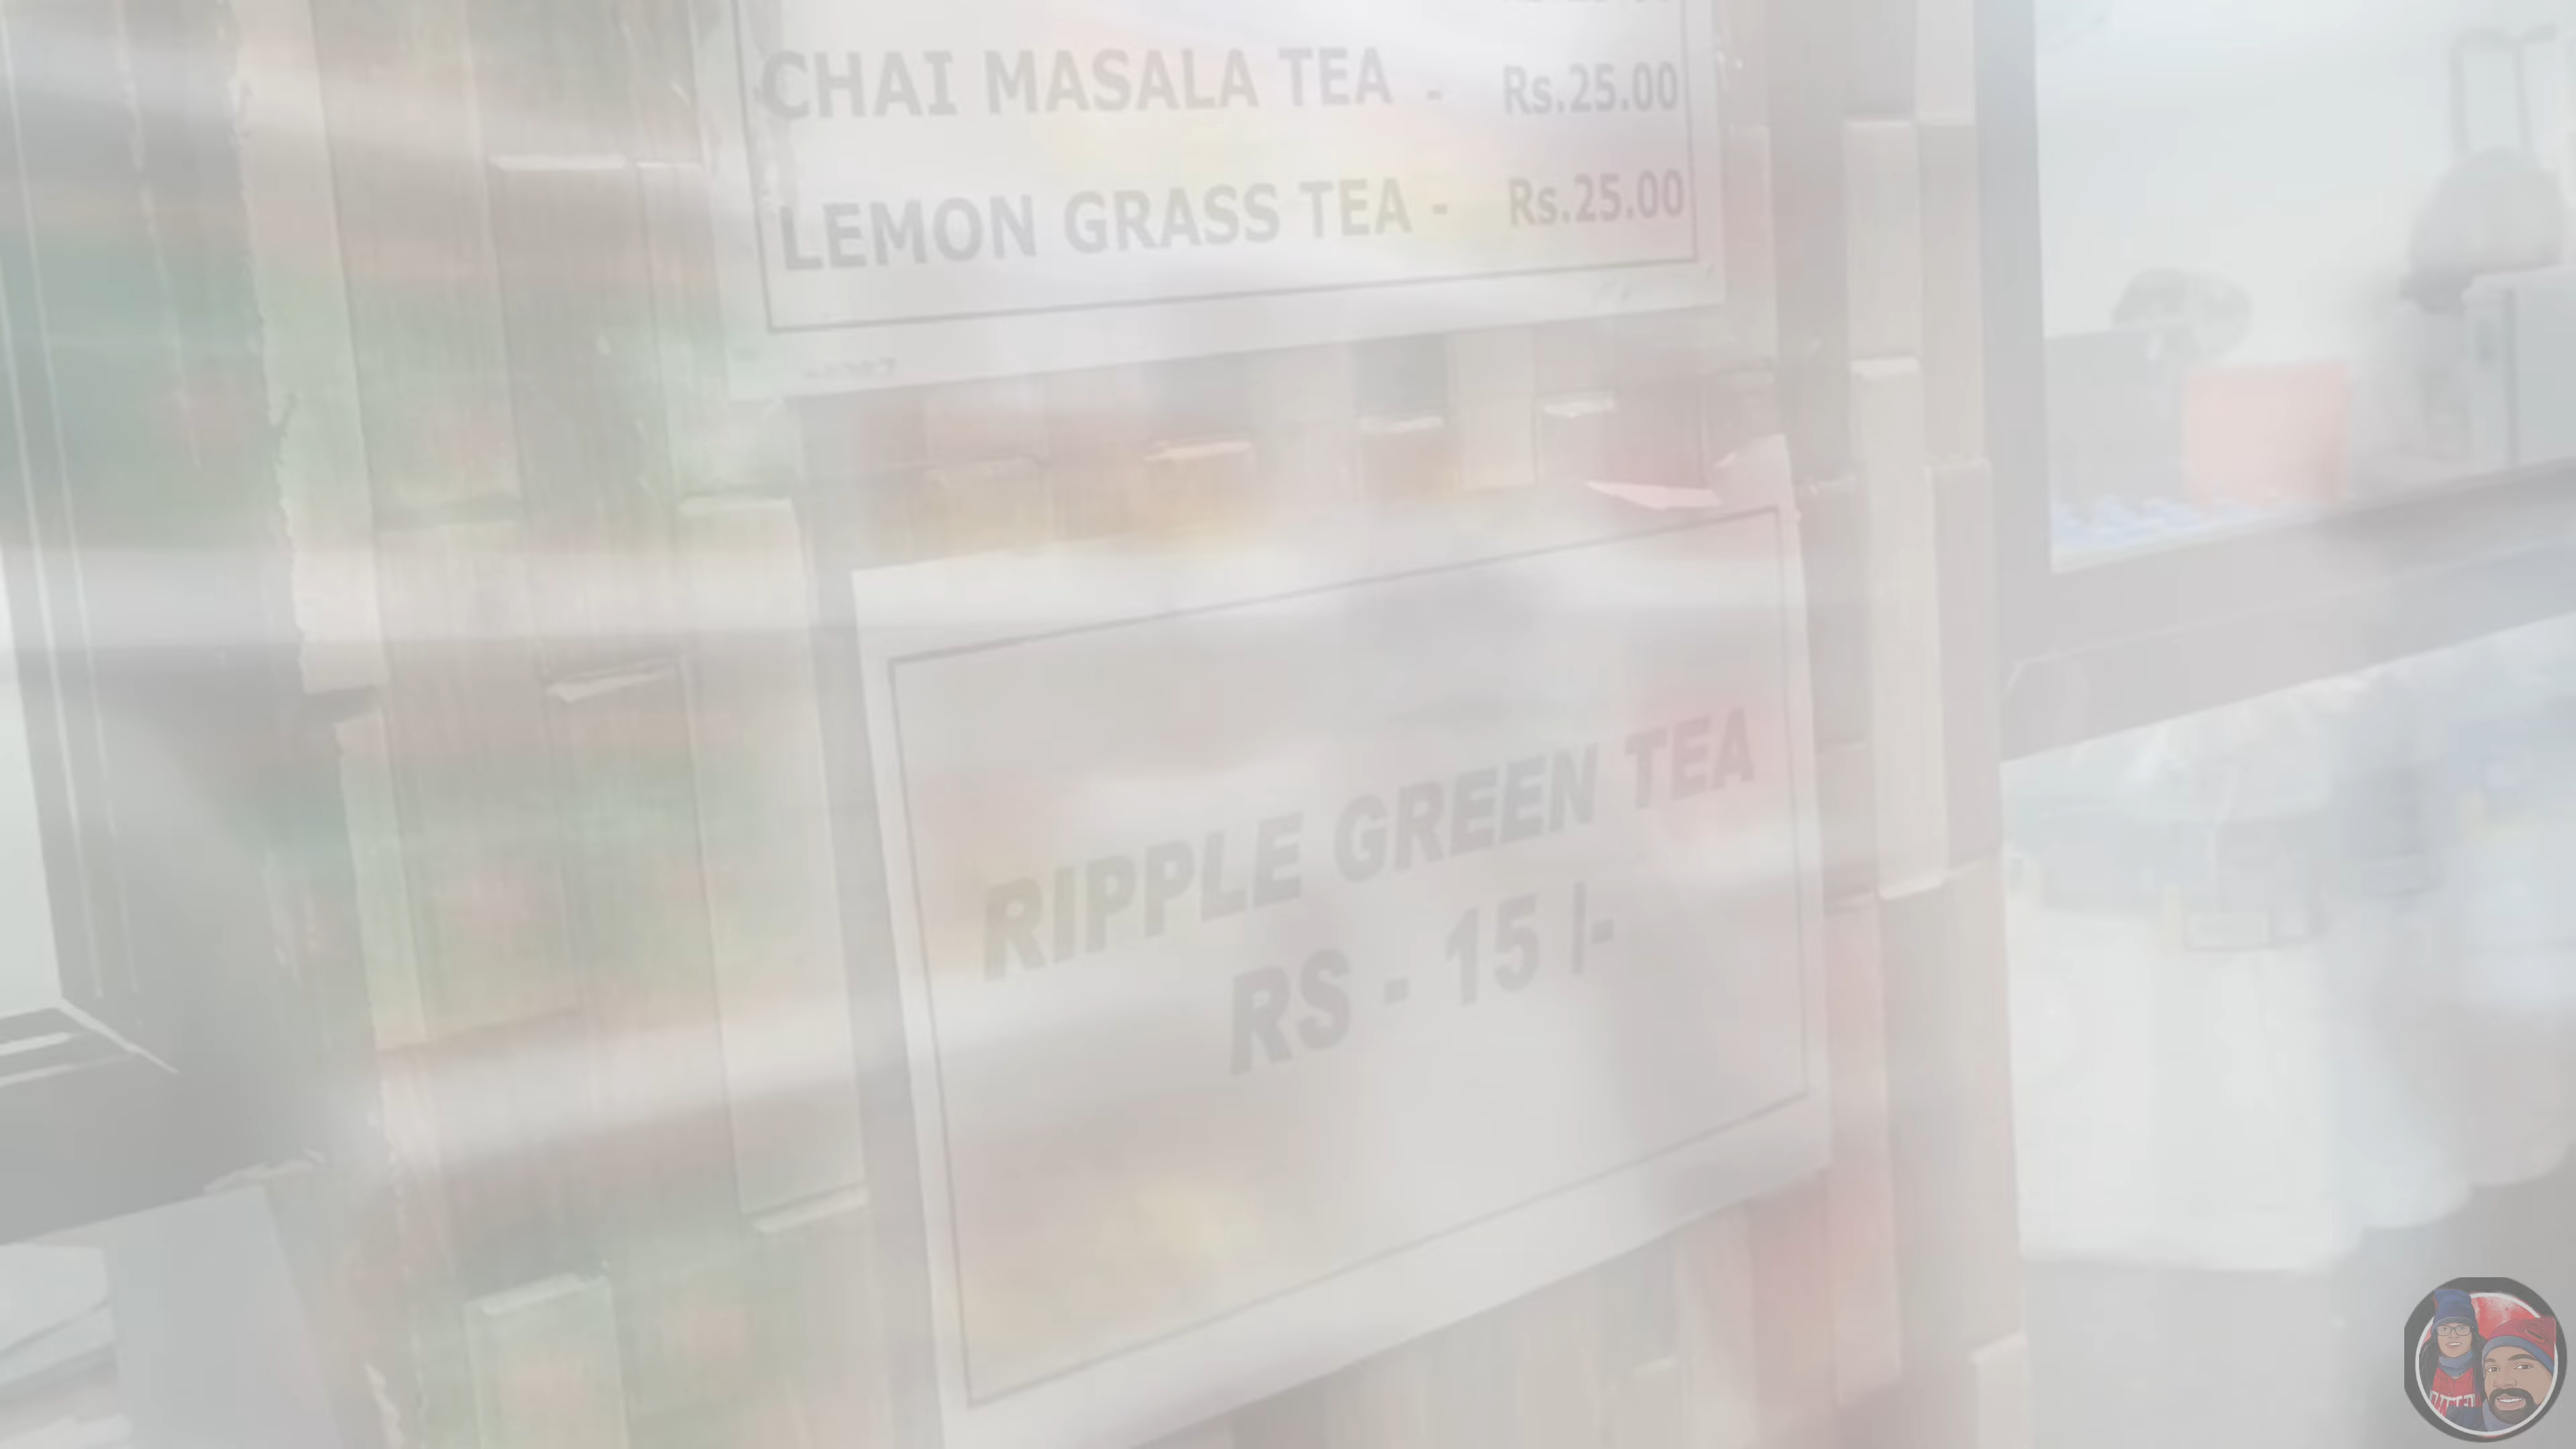 CHAI MASALA TEA - Rs.25.00
LEMON GRASS TEA - Rs.25.00
RIPPLE GREEN TEA
RS - 15 /-